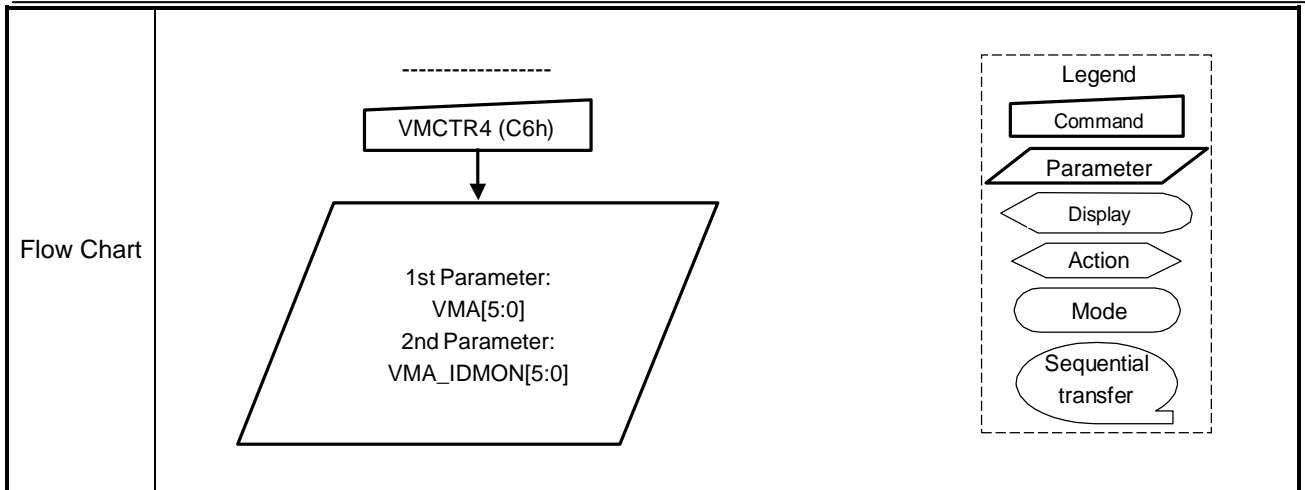 Flow Chart
VMCTR4 (C6h)
1st Parameter:
VMA[5:0]
2nd Parameter:
VMA_IDMON[5:0]
Legend
Command
Parameter
Display
Action
Mode
Sequential
transfer